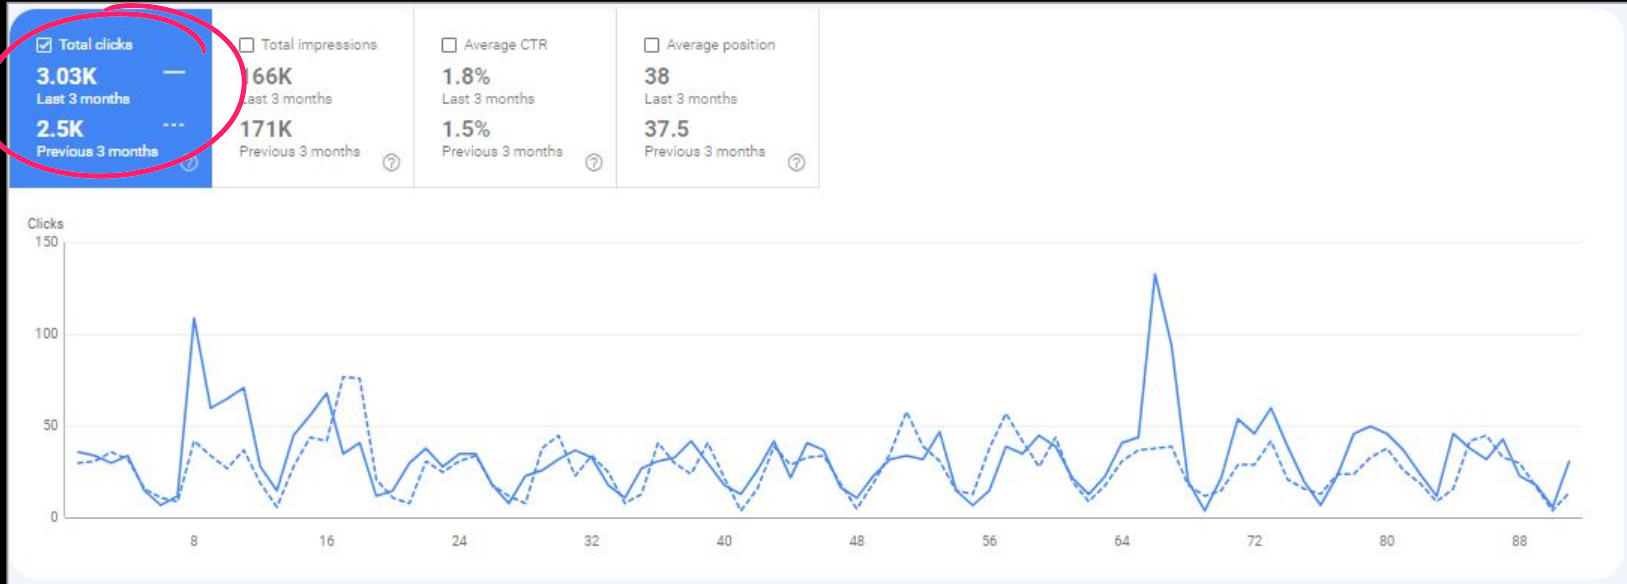 Total clicks
3.03K
Last 3 months
2.5K
Previous 3 months
Total impressions
166K
Last 3 months
171K
Previous 3 months
Average CTR
1.8%
Last 3 months
1.5%
Previous 3 months
Average position
38
Last 3 months
37.5
Previous 3 months
Clicks
150
100
50
0
8 16 24 32 40 48 56 64 72 80 88